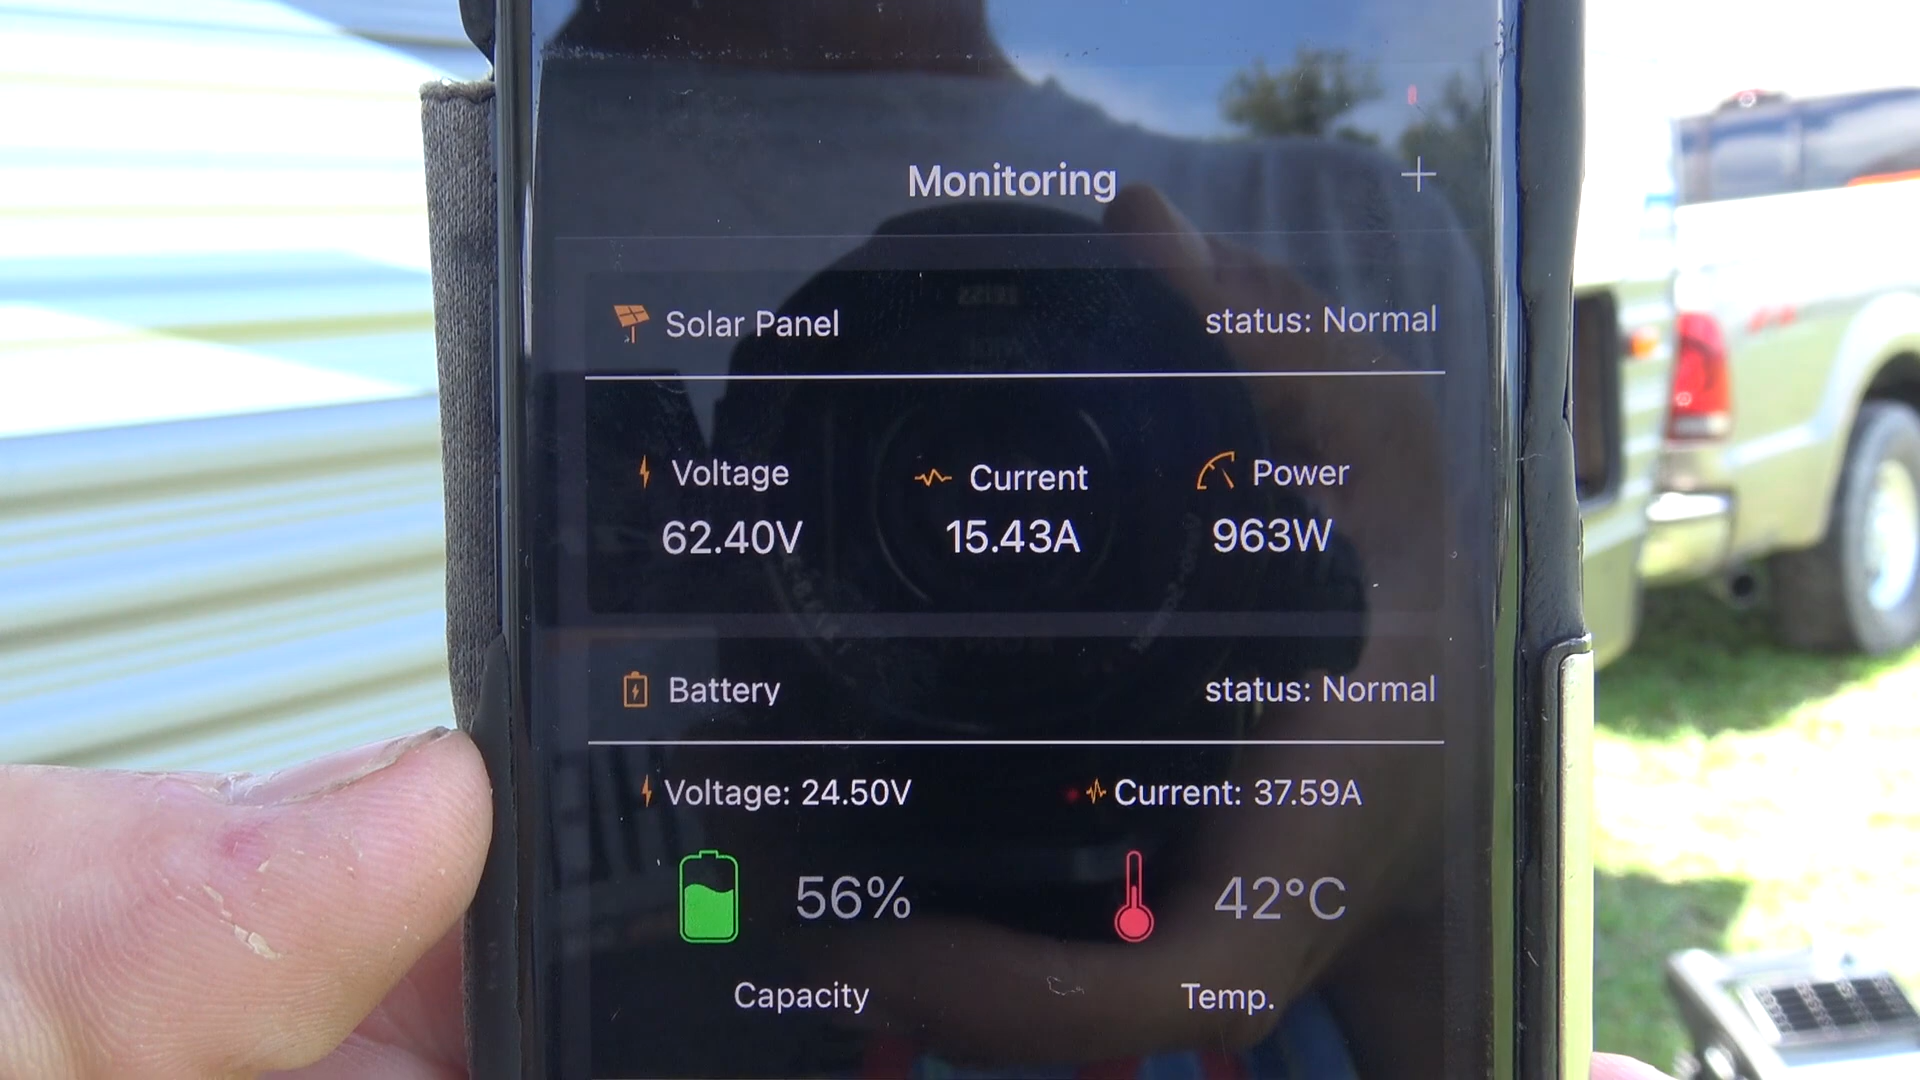 Monitoring +
Solar Panel status: Normal
Voltage Current Power
62.40V 15.43A 963W
Battery status: Normal
Voltage: 24.50V Current: 37.59A
56% 42°C
Capacity Temp.